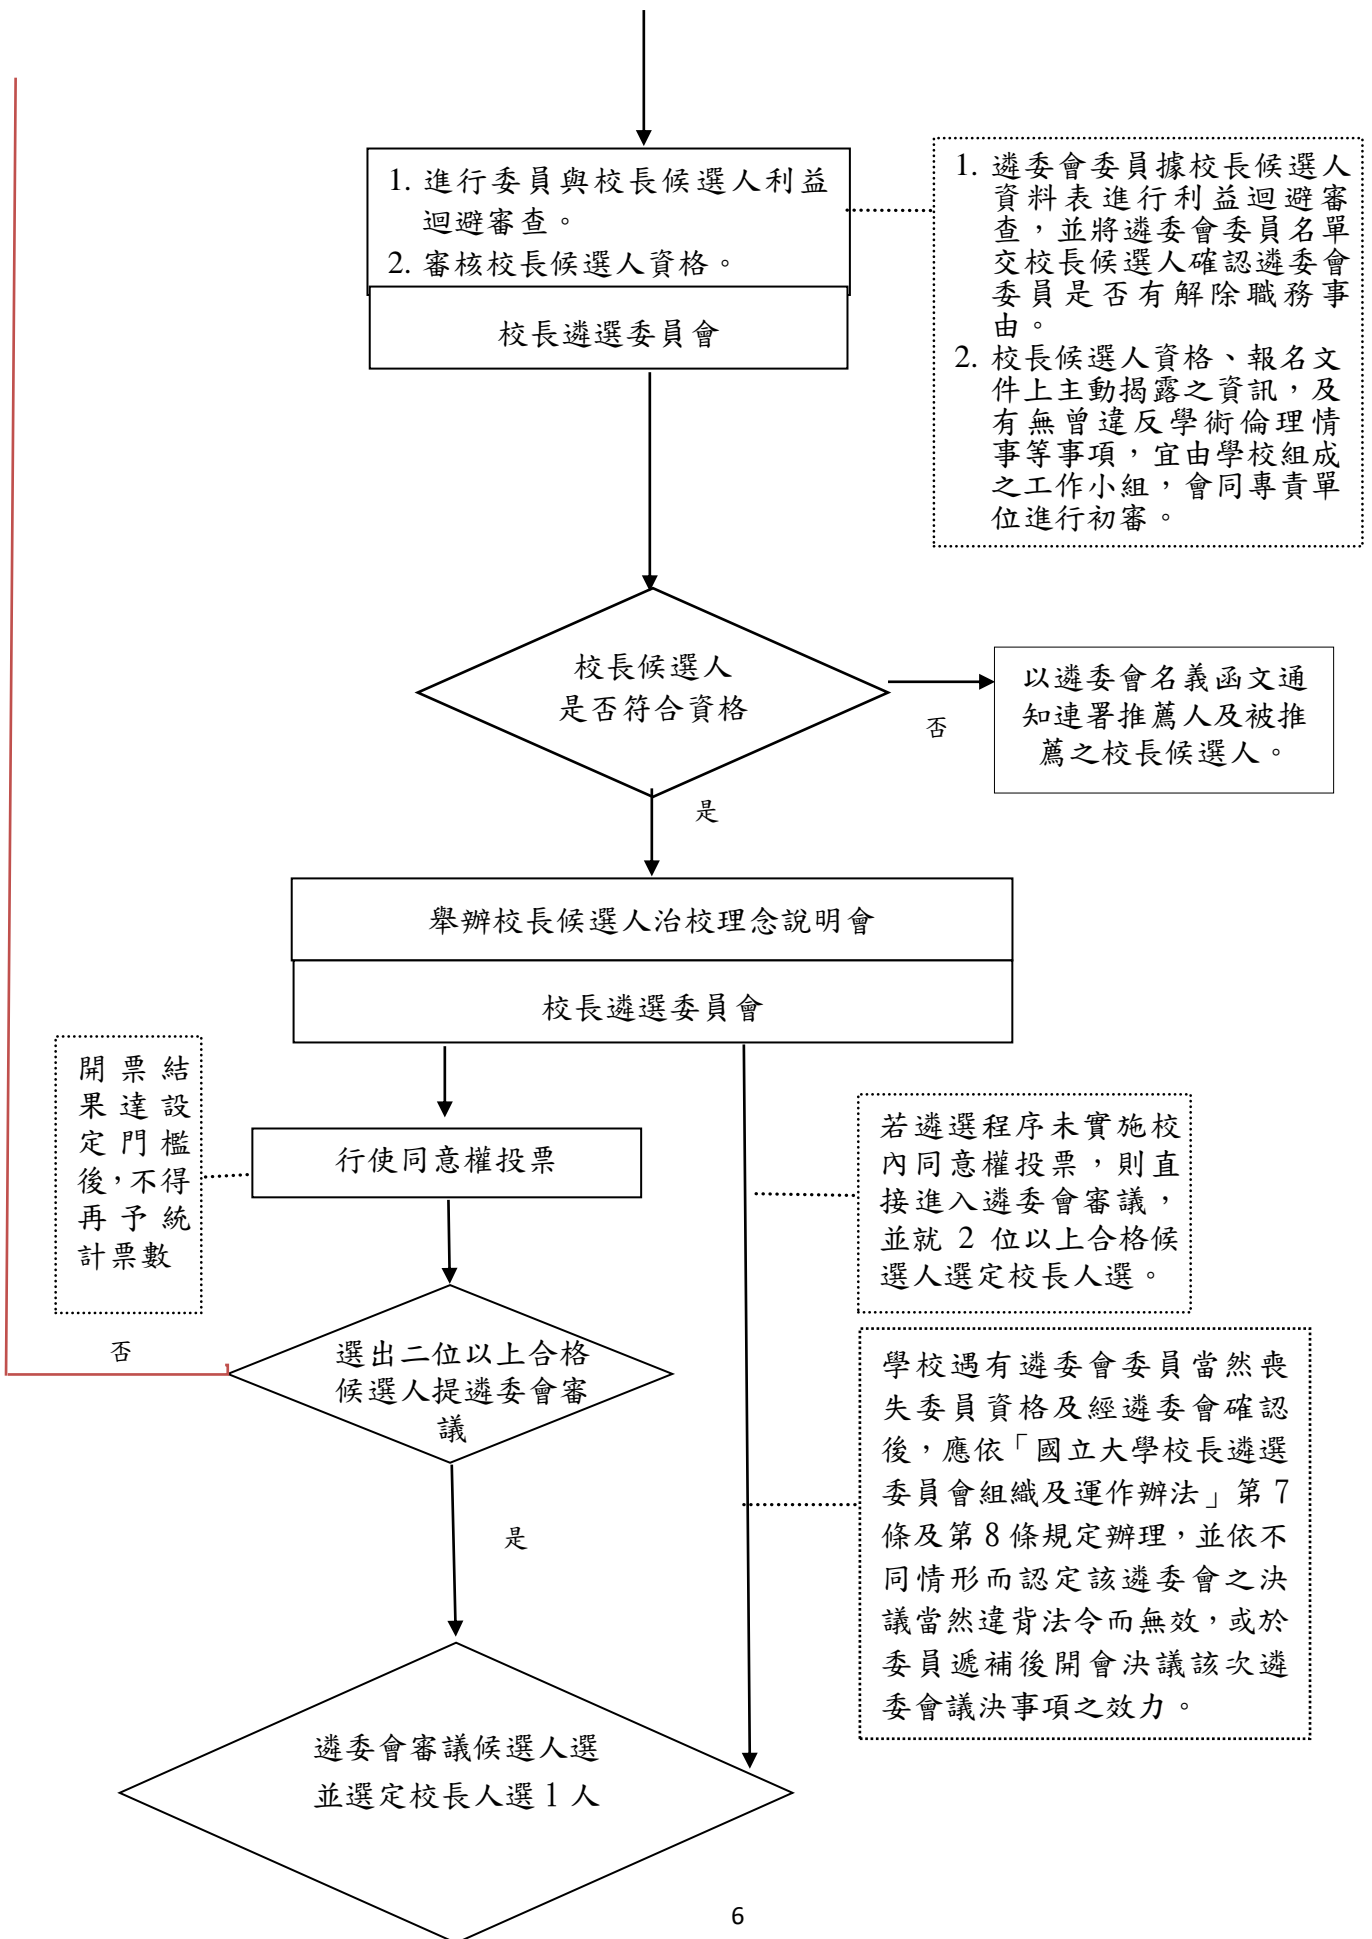 1. 進行委員與校長候選人利益
迴避審查。
2. 審核校長候選人資格。
校長遴選委員會
1. 遴委會委員據校長候選人
資料表進行利益迴避審
查，並將遴委會委員名單
交校長候選人確認遴委會
委員是否有解除職務事
由。
2. 校長候選人資格、報名文
件上主動揭露之資訊，及
有無曾違反學術倫理情
事等事項，宜由學校組成
之工作小組，會同專責單
位進行初審。
校長候選人
是否符合資格
否
以遴委會名義函文通
知連署推薦人及被推
薦之校長候選人。
是
舉辦校長候選人治校理念說明會
校長遴選委員會
開票結
果達設
定門檻
後，不得
再予統
計票數
行使同意權投票
若遴選程序未實施校
內同意權投票，則直
接進入遴委會審議，
並就 2 位以上合格候
選人選定校長人選。
否
選出二位以上合格
候選人提遴委會審
議
學校遇有遴委會委員當然喪
失委員資格及經遴委會確認
後，應依「國立大學校長遴選
委員會組織及運作辦法」第 7
條及第 8 條規定辦理，並依不
同情形而認定該遴委會之決
議當然違背法令而無效，或於
委員遞補後開會決議該次遴
委會議決事項之效力。
是
遴委會審議候選人選
並選定校長人選 1 人
6